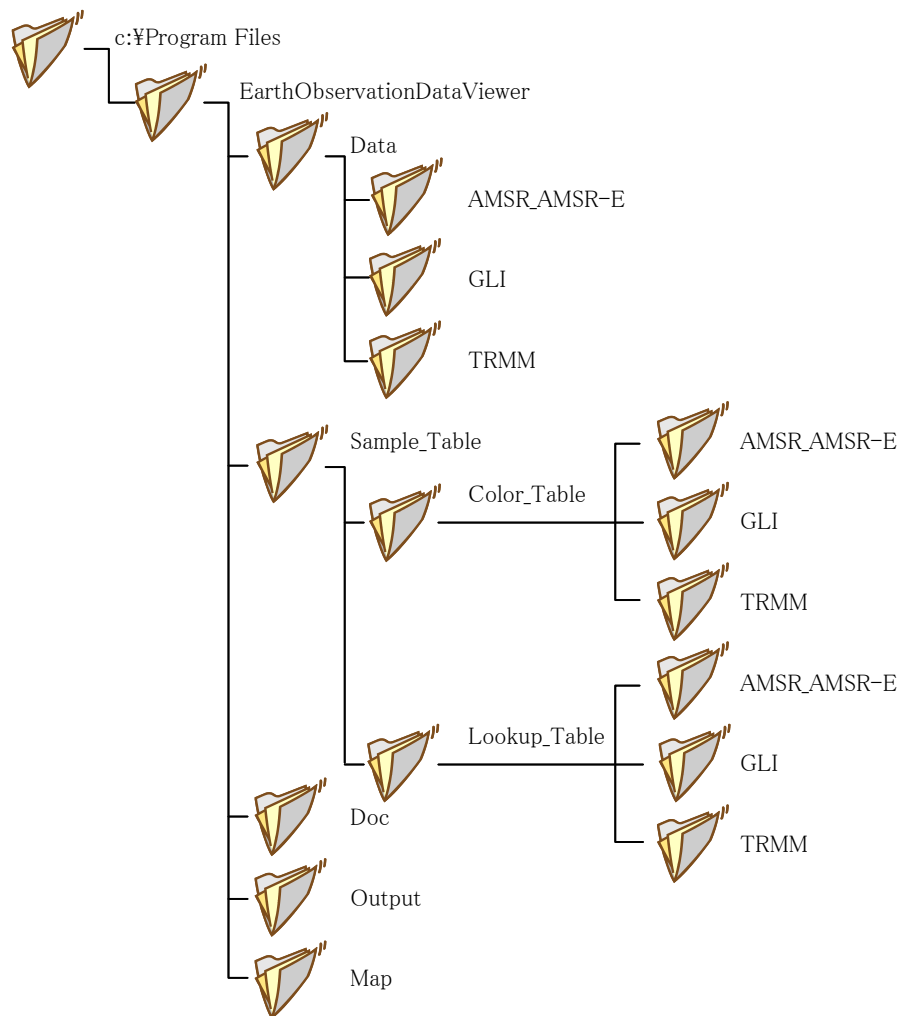 c:¥Program Files
EarthObservationDataViewer
Data
AMSR_AMSR-E
GLI
TRMM
Sample_Table
Color_Table
AMSR_AMSR-E
GLI
TRMM
Lookup_Table
AMSR_AMSR-E
GLI
TRMM
Doc
Output
Map